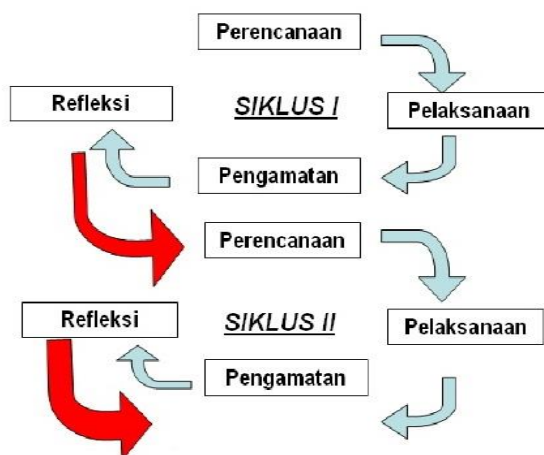 Perencanaan
Refleksi
SIKLUS I
Pelaksanaan
Pengamatan
Perencanaan
Refleksi
SIKLUS II
Pelaksanaan
Pengamatan